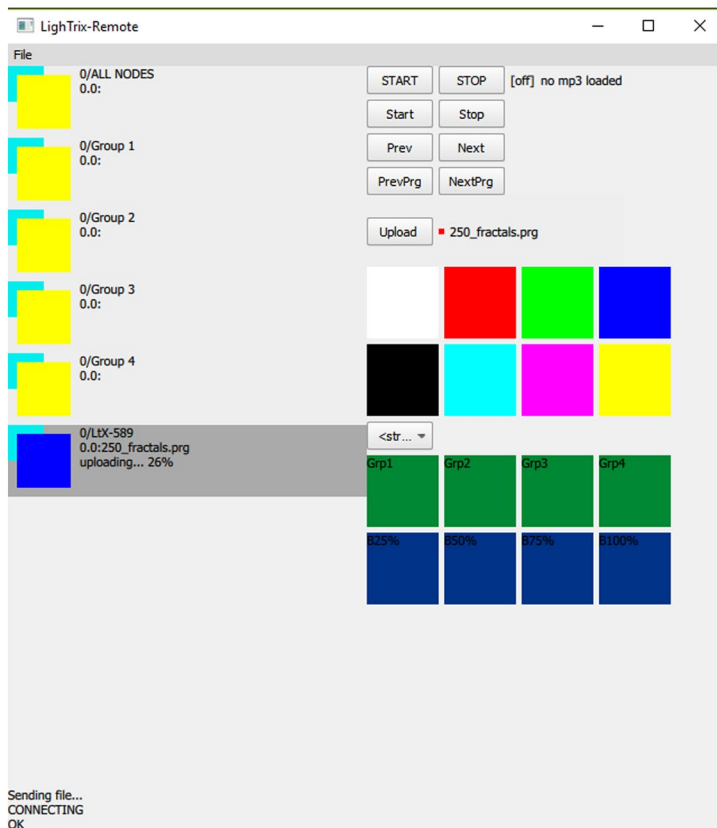 LighTrix-Remote
File
0/ALL NODES
0.0:
0/Group 1
0.0:
0/Group 2
0.0:
0/Group 3
0.0:
0/Group 4
0.0:
0/LtX-589
0.0:250_fractals.prg
uploading... 26%
START STOP [off] no mp3 loaded
Start Stop
Prev Next
PrevPrg NextPrg
Upload 250_fractals.prg
<str...
Grp1 Grp2 Grp3 Grp4
B25% B50% B75% B100%
Sending file...
CONNECTING
OK